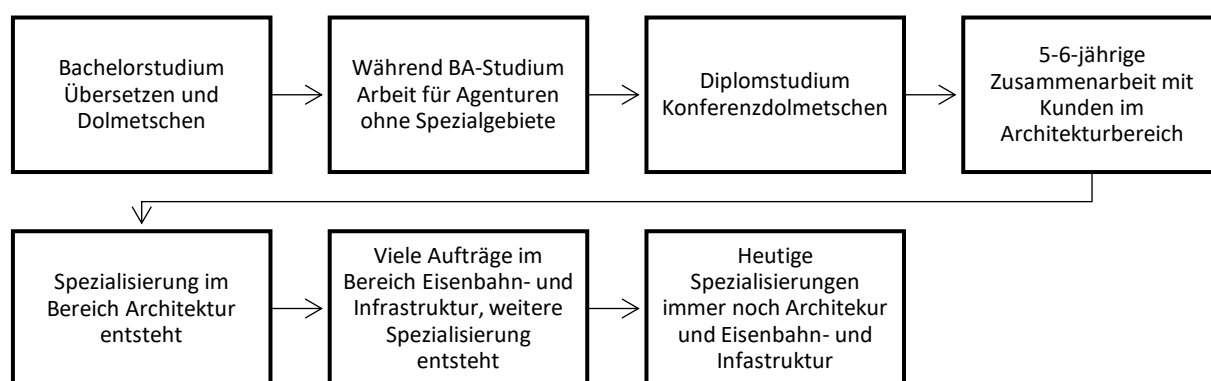 Bachelorstudium
Übersetzen und
Dolmetschen
Während BA-Studium
Arbeit für Agenturen
ohne Spezialgebiete
Diplomstudium
Konferenzdolmetschen
5-6-jährige
Zusammenarbeit mit
Kunden im
Architekturbereich
Spezialisierung im
Bereich Architektur
entsteht
Viele Aufträge im
Bereich Eisenbahn- und
Infrastruktur, weitere
Spezialisierung
entsteht
Heutige
Spezialisierungen
immer noch Architekur
und Eisenbahn- und
Infastruktur